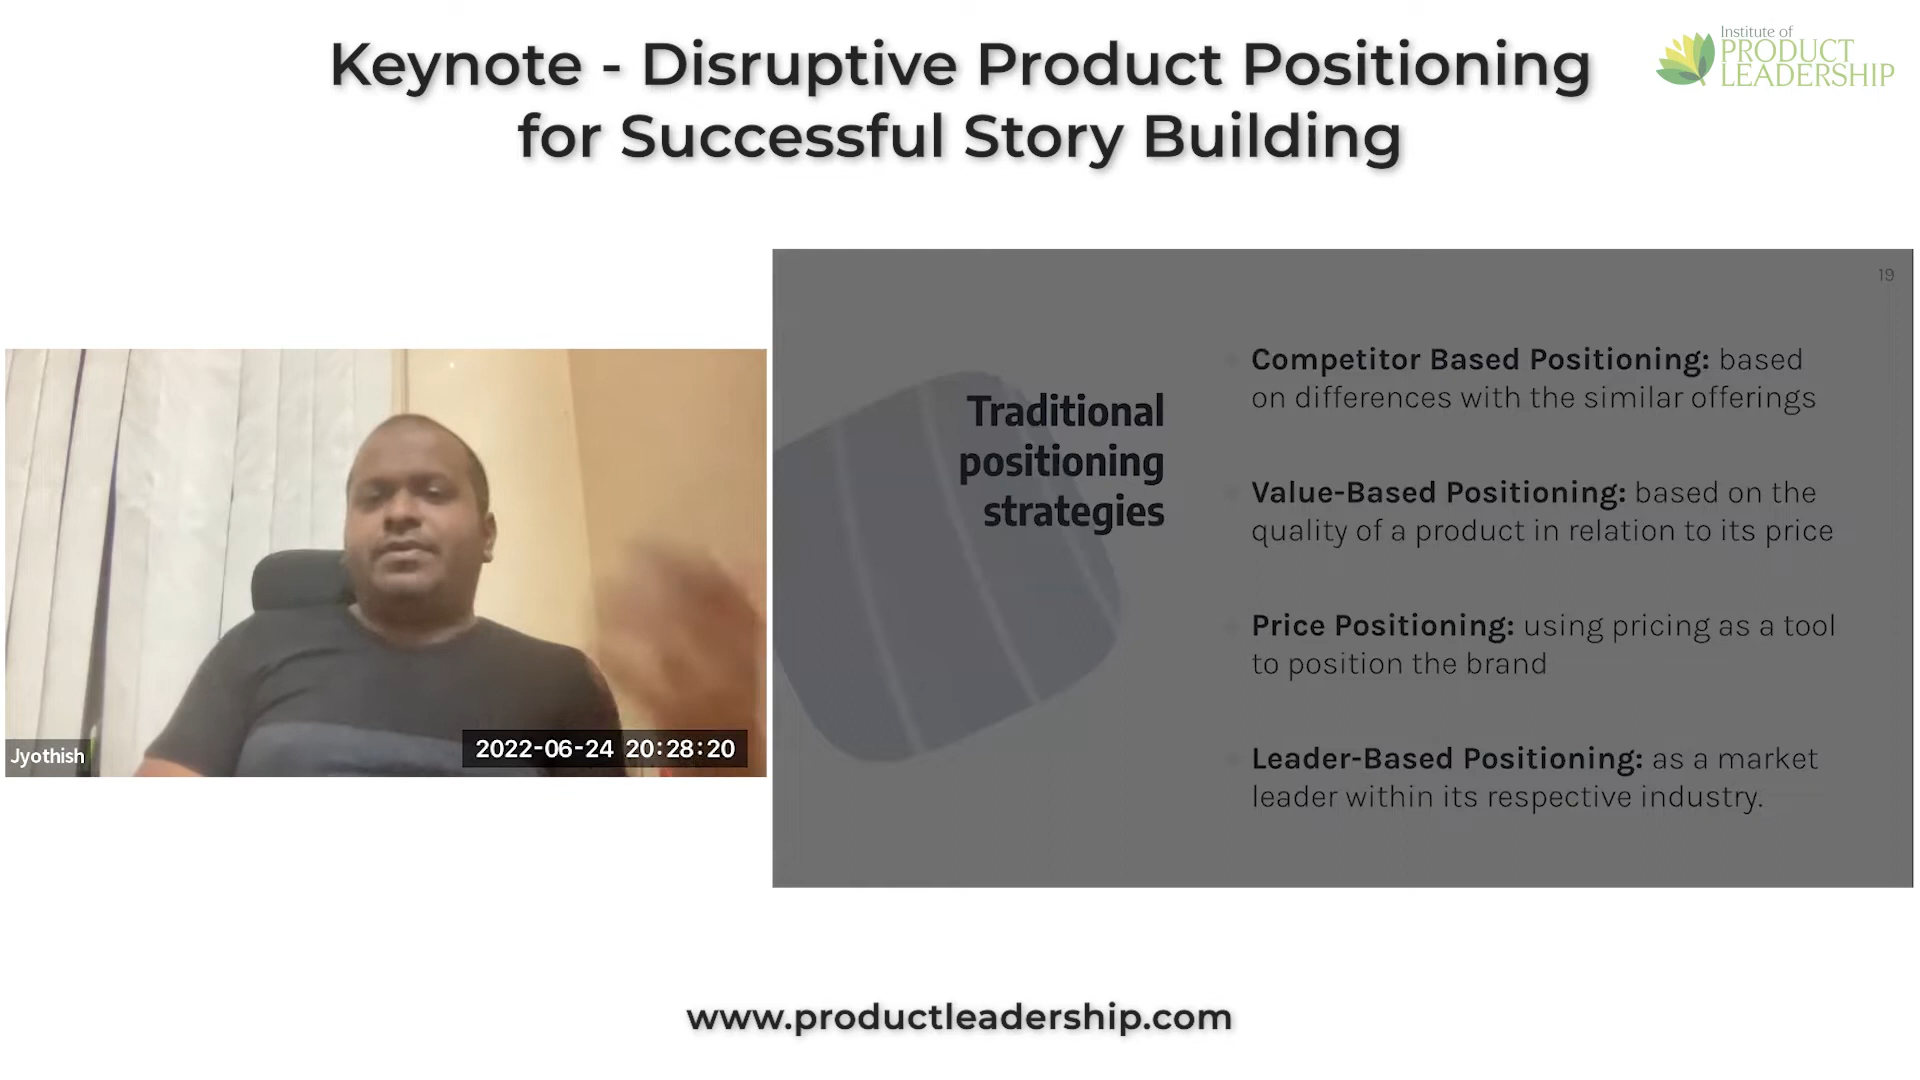 Keynote - Disruptive Product Positioning
for Successful Story Building
Institute of
PRODUCT
LEADERSHIP
19
Traditional
positioning
strategies
Competitor Based Positioning: based
on differences with the similar offerings
Value-Based Positioning: based on the
quality of a product in relation to its price
Price Positioning: using pricing as a tool
to position the brand
Leader-Based Positioning: as a market
leader within its respective industry.
Jyothish
2022-06-24 20:28:20
www.productleadership.com